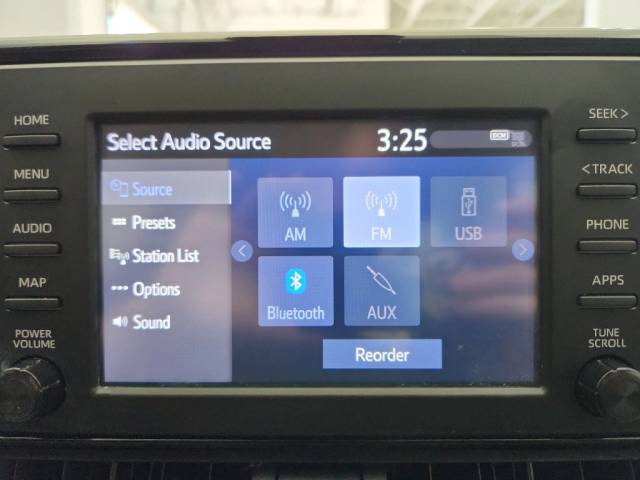 HOME
MENU
AUDIO
MAP
POWER
VOLUME
Select Audio Source
3:25
DCM
Source
Presets
Station List
Options
Sound
AM
FM
USB
Bluetooth
AUX
Reorder
SEEK >
< TRACK
PHONE
APPS
TUNE
SCROLL